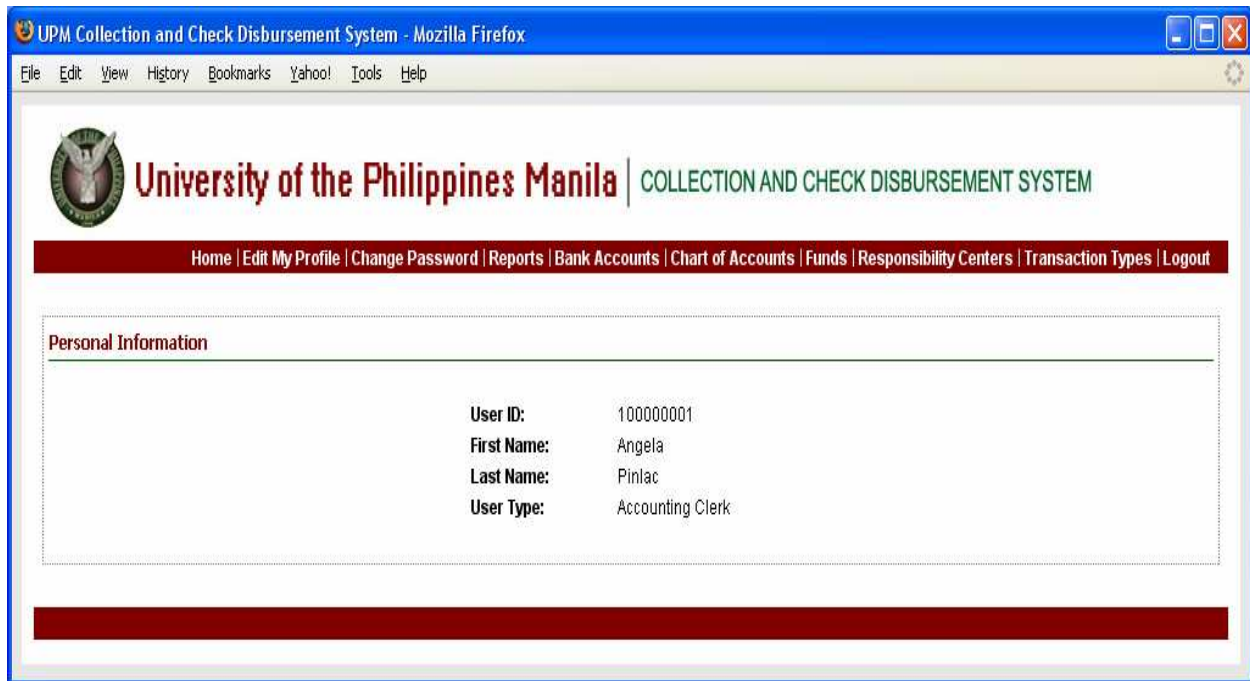 UPM Collection and Check Disbursement System - Mozilla Firefox
File Edit View History Bookmarks Yahoo! Tools Help
University of the Philippines Manila | COLLECTION AND CHECK DISBURSEMENT SYSTEM
Home | Edit My Profile | Change Password | Reports | Bank Accounts | Chart of Accounts | Funds | Responsibility Centers | Transaction Types | Logout
Personal Information
User ID: 100000001
First Name: Angela
Last Name: Pinlac
User Type: Accounting Clerk